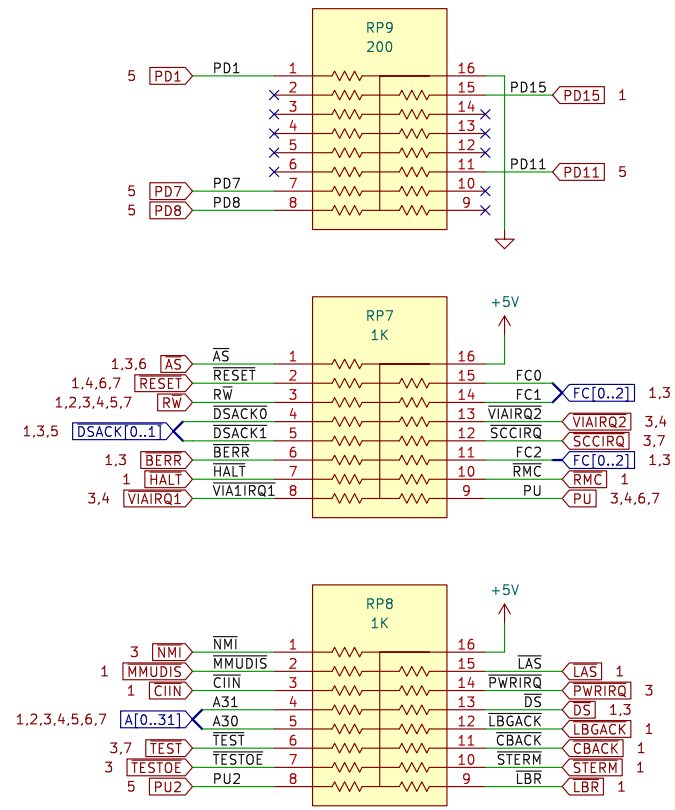 RP9
200
5 PD1 PD1 1 16
2 15 PD15 PD15 1
3 14
4 13
5 12
6 11 PD11 PD11 5
5 PD7 PD7 7 10
5 PD8 PD8 8 9
RP7
1K
+5V
1,3,6 AS AS 1 16
1,4,6,7 RESET RESET 2 15 FC0
1,2,3,4,5,7 RW RW 3 14 FC1
FC[0..2] 1,3
DSACK0 4 13 VIAIRQ2 VIAIRQ2 3,4
1,3,5 DSACK[0..1]
DSACK1 5 12 SCCIRQ SCCIRQ 3,7
1,3 BERR BERR 6 11 FC2 FC[0..2] 1,3
1 HALT HALT 7 10 RMC RMC 1
3,4 VIAIRQ1 VIA1IRQ1 8 9 PU PU 3,4,6,7
RP8
1K
+5V
3 NMI NMI 1 16
1 MMUDIS MMUDIS 2 15 LAS LAS 1
1 CIIN CIIN 3 14 PWRIRQ PWRIRQ 3
A31 4 13 DS DS 1,3
1,2,3,4,5,6,7 A[0..31]
A30 5 12 LBGACK LBGACK 1
3,7 TEST TEST 6 11 CBACK CBACK 1
3 TESTOE TESTOE 7 10 STERM STERM 1
5 PU2 PU2 8 9 LBR LBR 1